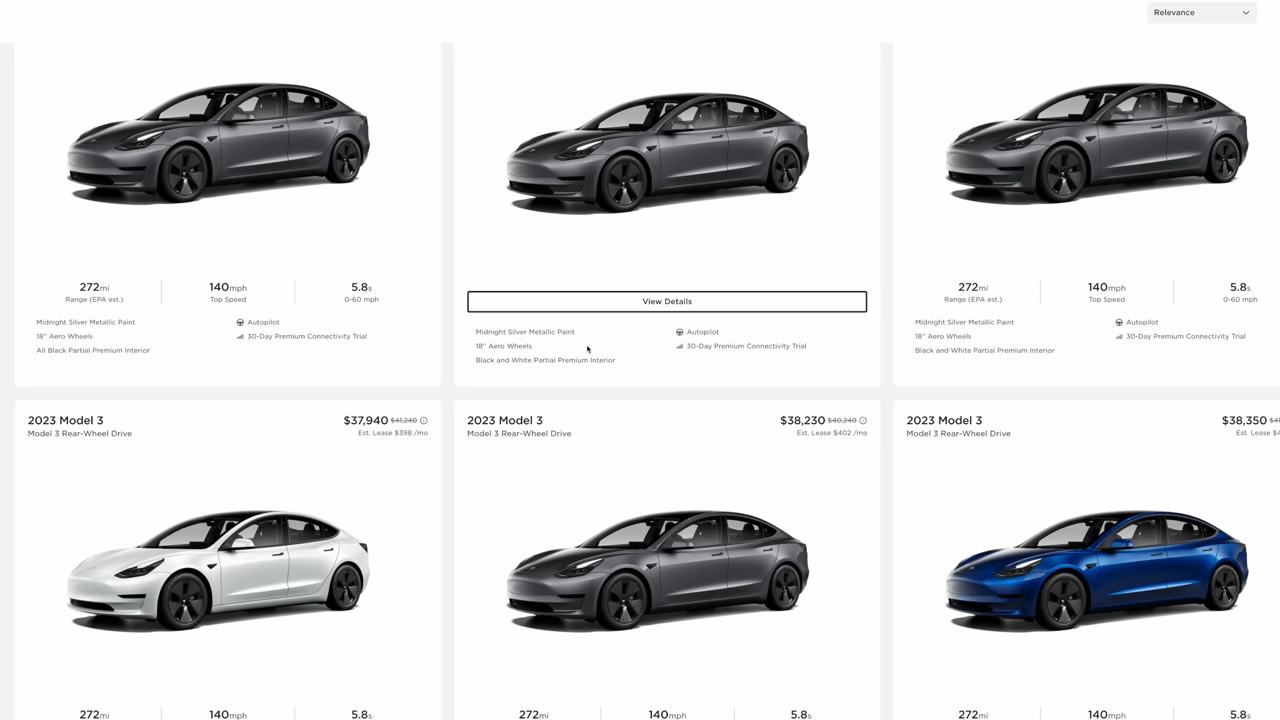 Relevance
272mi
Range (EPA est.)
140mph
Top Speed
5.8s
0-60 mph
Midnight Silver Metallic Paint
18" Aero Wheels
All Black Partial Premium Interior
Autopilot
30-Day Premium Connectivity Trial
View Details
Midnight Silver Metallic Paint
18" Aero Wheels
Black and White Partial Premium Interior
Autopilot
30-Day Premium Connectivity Trial
272mi
Range (EPA est.)
140mph
Top Speed
5.8s
0-60 mph
Midnight Silver Metallic Paint
18" Aero Wheels
Black and White Partial Premium Interior
Autopilot
30-Day Premium Connectivity Trial
2023 Model 3
Model 3 Rear-Wheel Drive
$37,940 $41,240
Est. Lease $398 /mo
272mi
140mph
5.8s
2023 Model 3
Model 3 Rear-Wheel Drive
$38,230 $40,240
Est. Lease $402 /mo
272mi
140mph
5.8s
2023 Model 3
Model 3 Rear-Wheel Drive
$38,350
Est. Lease
272mi
140mph
5.8s